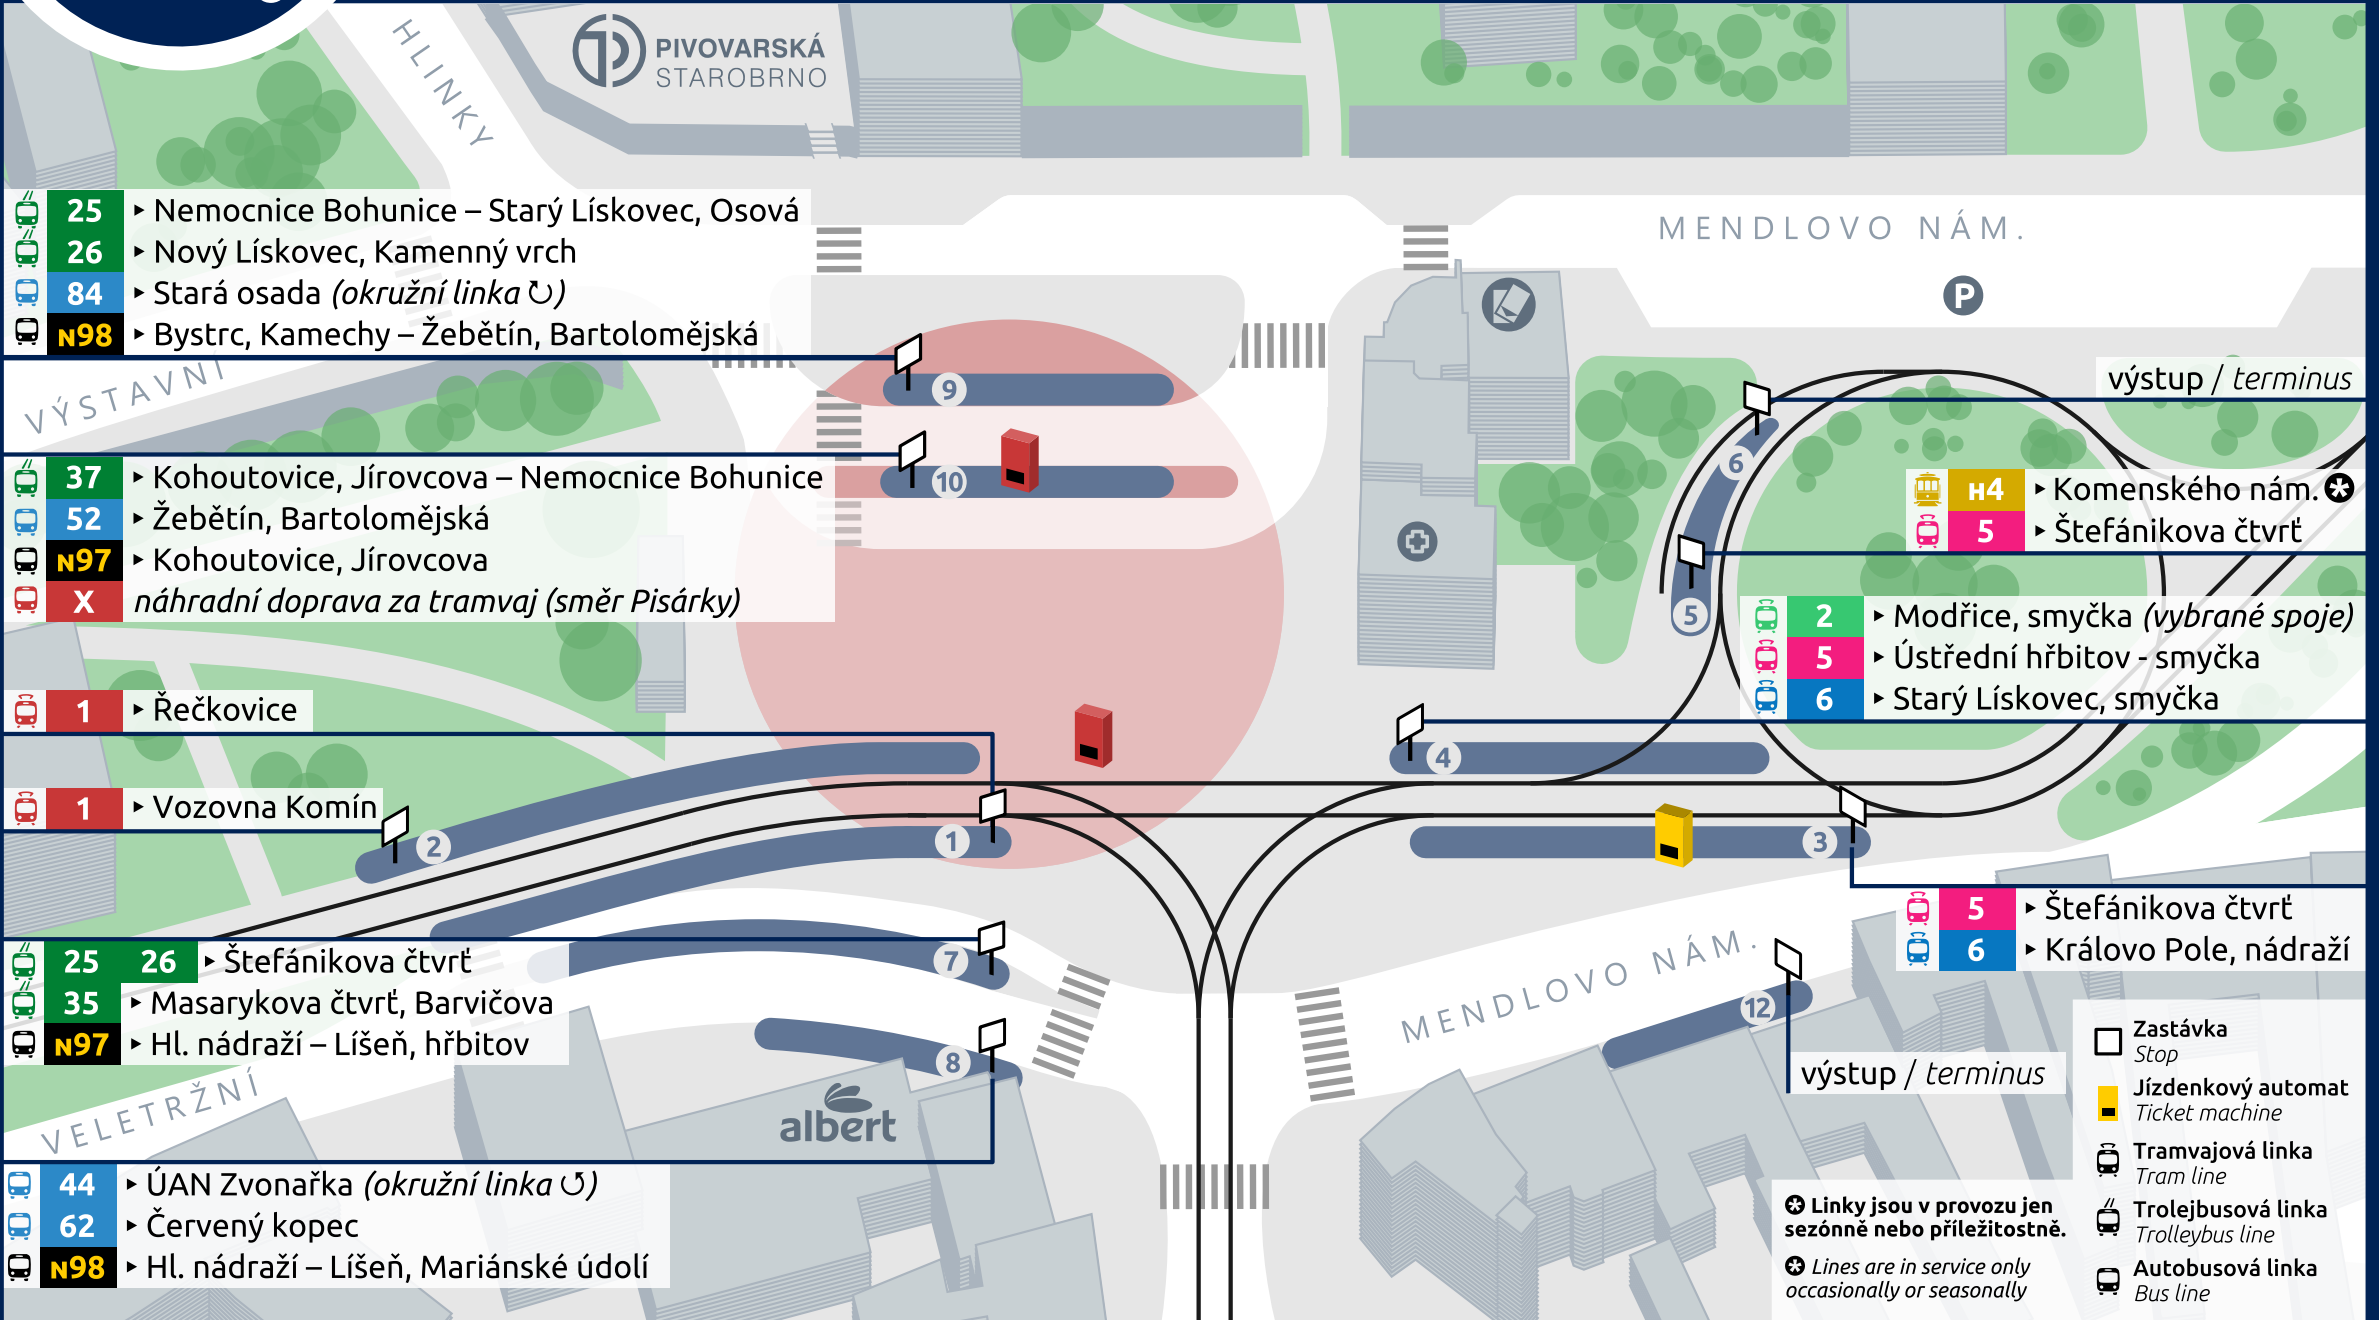 HLINKY
PIVOVARSKÁ
STAROBRNO
25 ▸ Nemocnice Bohunice – Starý Lískovec, Osová
26 ▸ Nový Lískovec, Kamenný vrch
84 ▸ Stará osada (okružní linka ↻)
N98 ▸ Bystrc, Kamechy – Žebětín, Bartolomějská
MENDLOVO NÁM.
P
VÝSTAVNÍ
9
výstup / terminus
37 ▸ Kohoutovice, Jírovcova – Nemocnice Bohunice
52 ▸ Žebětín, Bartolomějská
N97 ▸ Kohoutovice, Jírovcova
X náhradní doprava za tramvaj (směr Pisárky)
10
6
H4 ▸ Komenského nám.
5 ▸ Štefánikova čtvrť
5
2 ▸ Modřice, smyčka (vybrané spoje)
5 ▸ Ústřední hřbitov - smyčka
6 ▸ Starý Lískovec, smyčka
1 ▸ Řečkovice
4
1 ▸ Vozovna Komín
2
1
3
5 ▸ Štefánikova čtvrť
6 ▸ Královo Pole, nádraží
25 26 ▸ Štefánikova čtvrť
35 ▸ Masarykova čtvrť, Barvičova
N97 ▸ Hl. nádraží – Líšeň, hřbitov
7
MENDLOVO NÁM.
12
výstup / terminus
8
albert
VELETRŽNÍ
44 ▸ ÚAN Zvonařka (okružní linka ↺)
62 ▸ Červený kopec
N98 ▸ Hl. nádraží – Líšeň, Mariánské údolí
Linky jsou v provozu jen
sezónně nebo příležitostně.
Lines are in service only
occasionally or seasonally
Zastávka
Stop
Jízdenkový automat
Ticket machine
Tramvajová linka
Tram line
Trolejbusová linka
Trolleybus line
Autobusová linka
Bus line